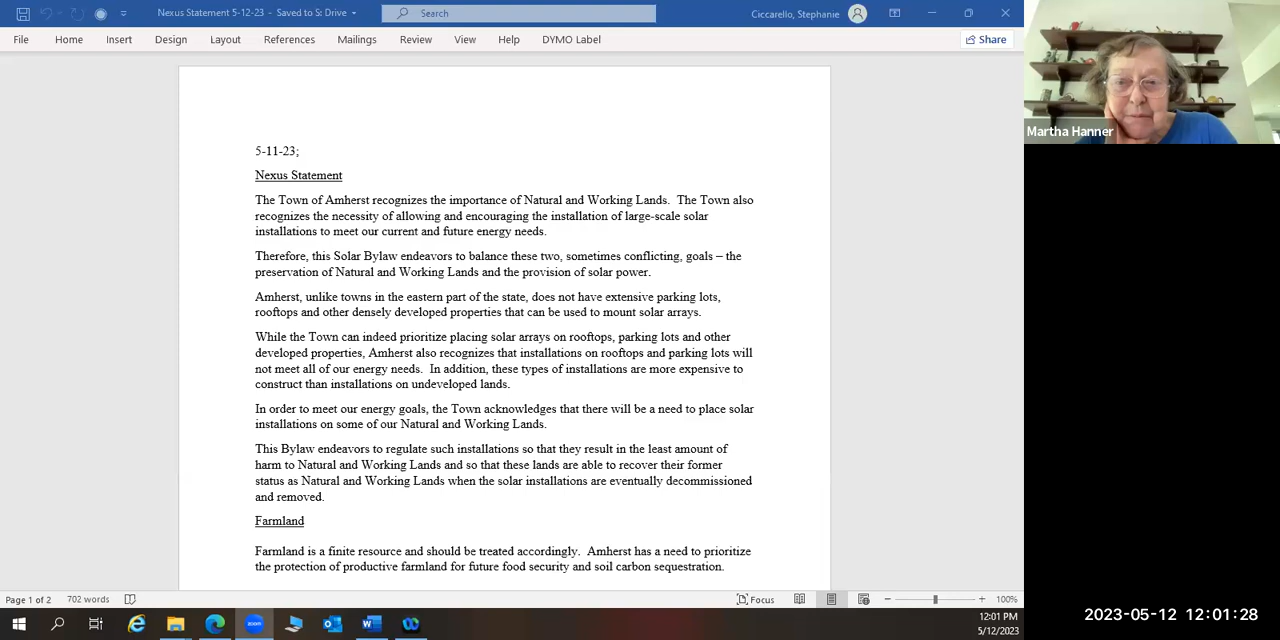 Nexus Statement 5-12-23 - Saved to S: Drive
Search
Ciccarello, Stephanie
File Home Insert Design Layout References Mailings Review View Help DYMO Label
Share
Martha Hanner
5-11-23;
Nexus Statement
The Town of Amherst recognizes the importance of Natural and Working Lands. The Town also
recognizes the necessity of allowing and encouraging the installation of large-scale solar
installations to meet our current and future energy needs.
Therefore, this Solar Bylaw endeavors to balance these two, sometimes conflicting, goals – the
preservation of Natural and Working Lands and the provision of solar power.
Amherst, unlike towns in the eastern part of the state, does not have extensive parking lots,
rooftops and other densely developed properties that can be used to mount solar arrays.
While the Town can indeed prioritize placing solar arrays on rooftops, parking lots and other
developed properties, Amherst also recognizes that installations on rooftops and parking lots will
not meet all of our energy needs. In addition, these types of installations are more expensive to
construct than installations on undeveloped lands.
In order to meet our energy goals, the Town acknowledges that there will be a need to place solar
installations on some of our Natural and Working Lands.
This Bylaw endeavors to regulate such installations so that they result in the least amount of
harm to Natural and Working Lands and so that these lands are able to recover their former
status as Natural and Working Lands when the solar installations are eventually decommissioned
and removed.
Farmland
Farmland is a finite resource and should be treated accordingly. Amherst has a need to prioritize
the protection of productive farmland for future food security and soil carbon sequestration.
Page 1 of 2 702 words
Focus
100%
zoom
12:01 PM
5/12/2023
2023-05-12 12:01:28